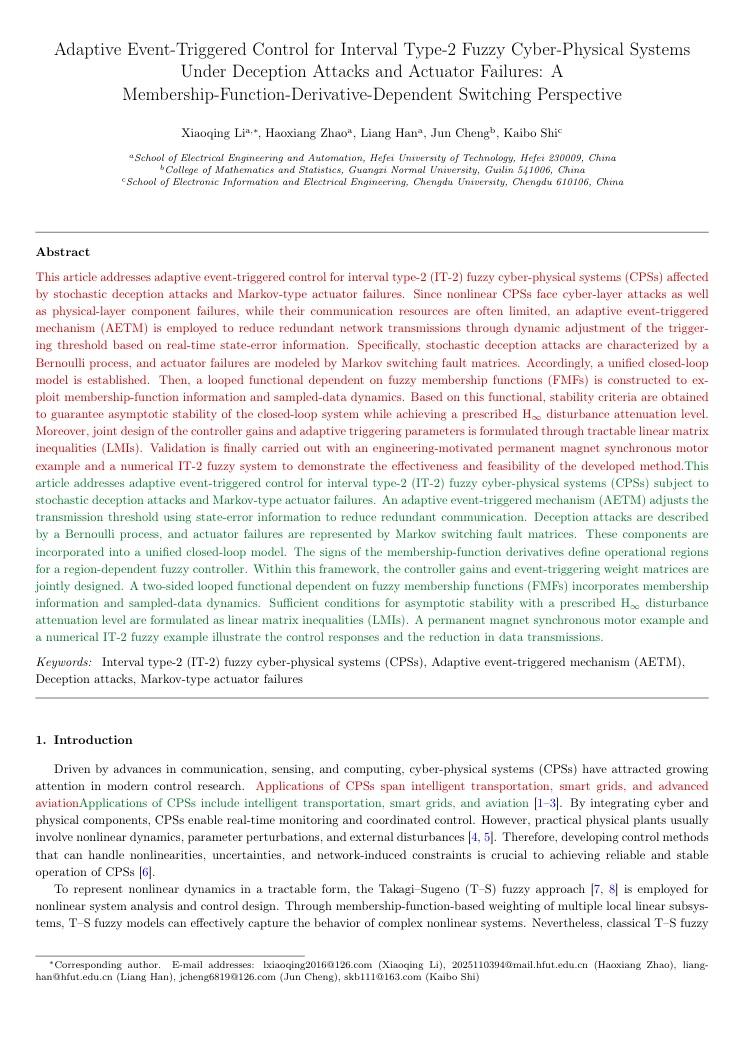 Adaptive Event-Triggered Control for Interval Type-2 Fuzzy Cyber-Physical Systems
Under Deception Attacks and Actuator Failures: A
Membership-Function-Derivative-Dependent Switching Perspective
Xiaoqing Liᵃ,*, Haoxiang Zhaoᵃ, Liang Hanᵃ, Jun Chengᵇ, Kaibo Shiᶜ
ᵃSchool of Electrical Engineering and Automation, Hefei University of Technology, Hefei 230009, China
ᵇCollege of Mathematics and Statistics, Guangxi Normal University, Guilin 541006, China
ᶜSchool of Electronic Information and Electrical Engineering, Chengdu University, Chengdu 610106, China
Abstract
This article addresses adaptive event-triggered control for interval type-2 (IT-2) fuzzy cyber-physical systems (CPSs) affected
by stochastic deception attacks and Markov-type actuator failures. Since nonlinear CPSs face cyber-layer attacks as well
as physical-layer component failures, while their communication resources are often limited, an adaptive event-triggered
mechanism (AETM) is employed to reduce redundant network transmissions through dynamic adjustment of the trigger-
ing threshold based on real-time state-error information. Specifically, stochastic deception attacks are characterized by a
Bernoulli process, and actuator failures are modeled by Markov switching fault matrices. Accordingly, a unified closed-loop
model is established. Then, a looped functional dependent on fuzzy membership functions (FMFs) is constructed to ex-
ploit membership-function information and sampled-data dynamics. Based on this functional, stability criteria are obtained
to guarantee asymptotic stability of the closed-loop system while achieving a prescribed H∞ disturbance attenuation level.
Moreover, joint design of the controller gains and adaptive triggering parameters is formulated through tractable linear matrix
inequalities (LMIs). Validation is finally carried out with an engineering-motivated permanent magnet synchronous motor
example and a numerical IT-2 fuzzy system to demonstrate the effectiveness and feasibility of the developed method.This
article addresses adaptive event-triggered control for interval type-2 (IT-2) fuzzy cyber-physical systems (CPSs) subject to
stochastic deception attacks and Markov-type actuator failures. An adaptive event-triggered mechanism (AETM) adjusts the
transmission threshold using state-error information to reduce redundant communication. Deception attacks are described
by a Bernoulli process, and actuator failures are represented by Markov switching fault matrices. These components are
incorporated into a unified closed-loop model. The signs of the membership-function derivatives define operational regions
for a region-dependent fuzzy controller. Within this framework, the controller gains and event-triggering weight matrices are
jointly designed. A two-sided looped functional dependent on fuzzy membership functions (FMFs) incorporates membership
information and sampled-data dynamics. Sufficient conditions for asymptotic stability with a prescribed H∞ disturbance
attenuation level are formulated as linear matrix inequalities (LMIs). A permanent magnet synchronous motor example and
a numerical IT-2 fuzzy example illustrate the control responses and the reduction in data transmissions.
Keywords: Interval type-2 (IT-2) fuzzy cyber-physical systems (CPSs), Adaptive event-triggered mechanism (AETM),
Deception attacks, Markov-type actuator failures
1. Introduction
Driven by advances in communication, sensing, and computing, cyber-physical systems (CPSs) have attracted growing
attention in modern control research. Applications of CPSs span intelligent transportation, smart grids, and advanced
aviationApplications of CPSs include intelligent transportation, smart grids, and aviation [1–3]. By integrating cyber and
physical components, CPSs enable real-time monitoring and coordinated control. However, practical physical plants usually
involve nonlinear dynamics, parameter perturbations, and external disturbances [4, 5]. Therefore, developing control methods
that can handle nonlinearities, uncertainties, and network-induced constraints is crucial to achieving reliable and stable
operation of CPSs [6].
To represent nonlinear dynamics in a tractable form, the Takagi–Sugeno (T–S) fuzzy approach [7, 8] is employed for
nonlinear system analysis and control design. Through membership-function-based weighting of multiple local linear subsys-
tems, T–S fuzzy models can effectively capture the behavior of complex nonlinear systems. Nevertheless, classical T–S fuzzy
*Corresponding author. E-mail addresses: lxiaoqing2016@126.com (Xiaoqing Li), 2025110394@mail.hfut.edu.cn (Haoxiang Zhao), liang-
han@hfut.edu.cn (Liang Han), jcheng6819@126.com (Jun Cheng), skb111@163.com (Kaibo Shi)